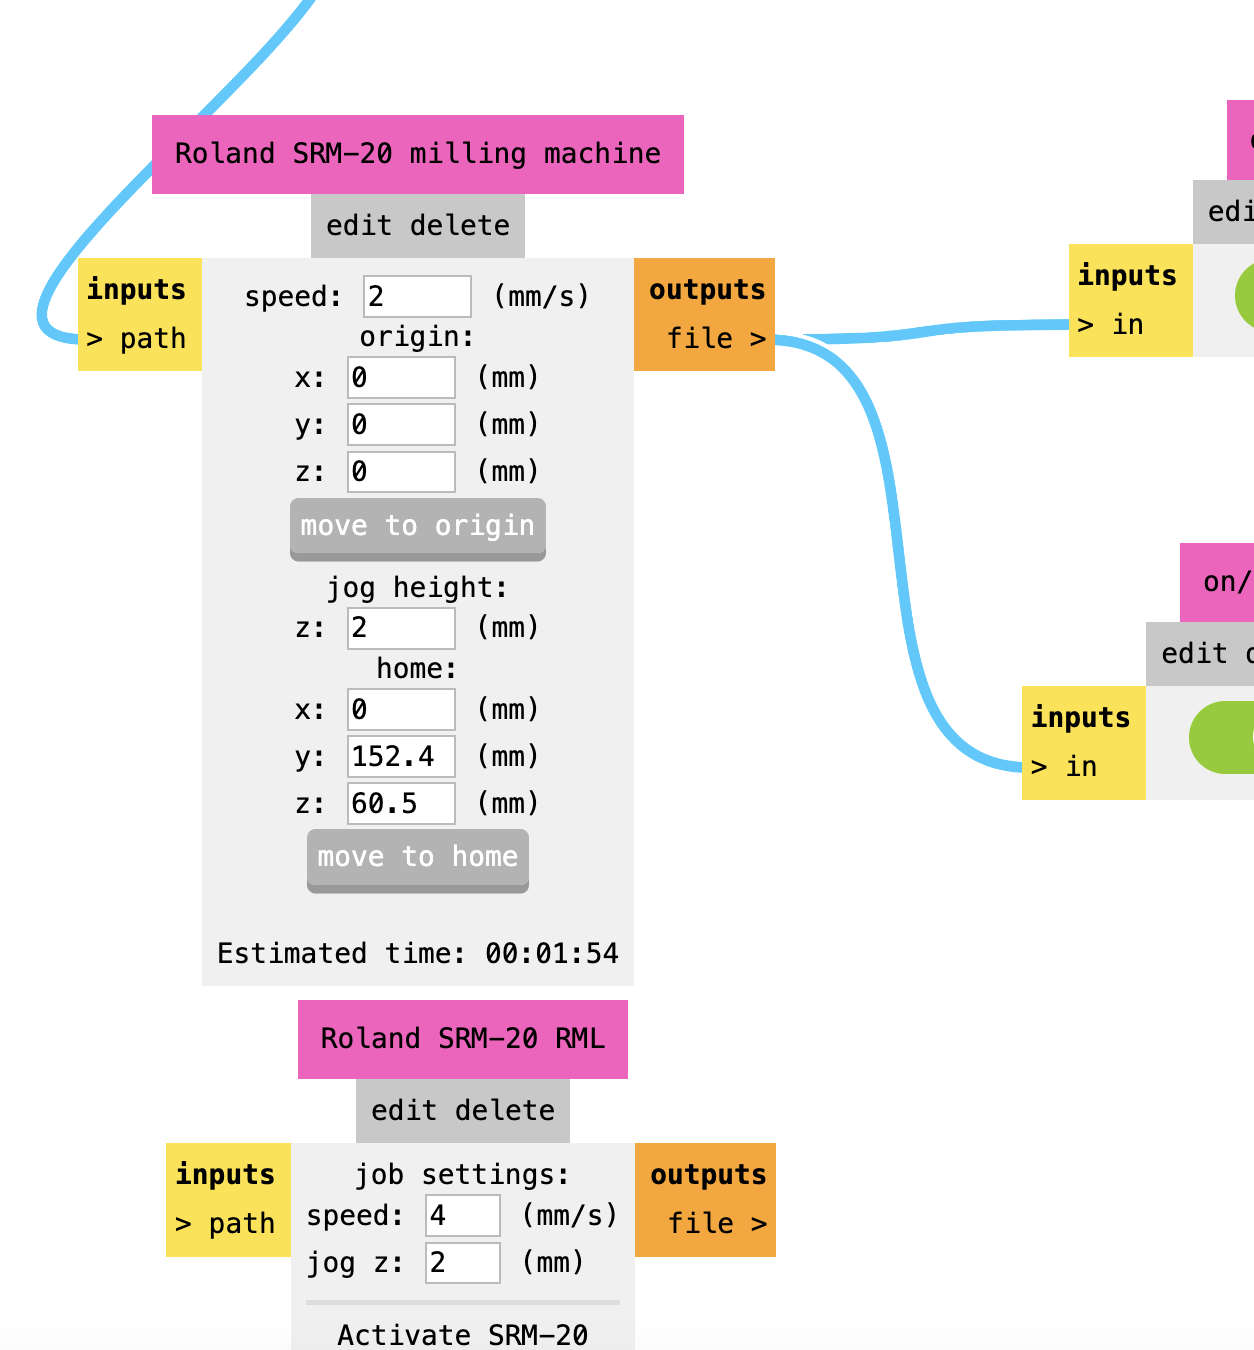 Roland SRM-20 milling machine
edit delete
inputs
> path
speed: 2 (mm/s)
origin:
x: 0 (mm)
y: 0 (mm)
z: 0 (mm)
move to origin
jog height:
z: 2 (mm)
home:
x: 0 (mm)
y: 152.4 (mm)
z: 60.5 (mm)
move to home
Estimated time: 00:01:54
outputs
file >
edi
inputs
> in
on/
edit
inputs
> in
Roland SRM-20 RML
edit delete
inputs
> path
job settings:
speed: 4 (mm/s)
jog z: 2 (mm)
Activate SRM-20
outputs
file >